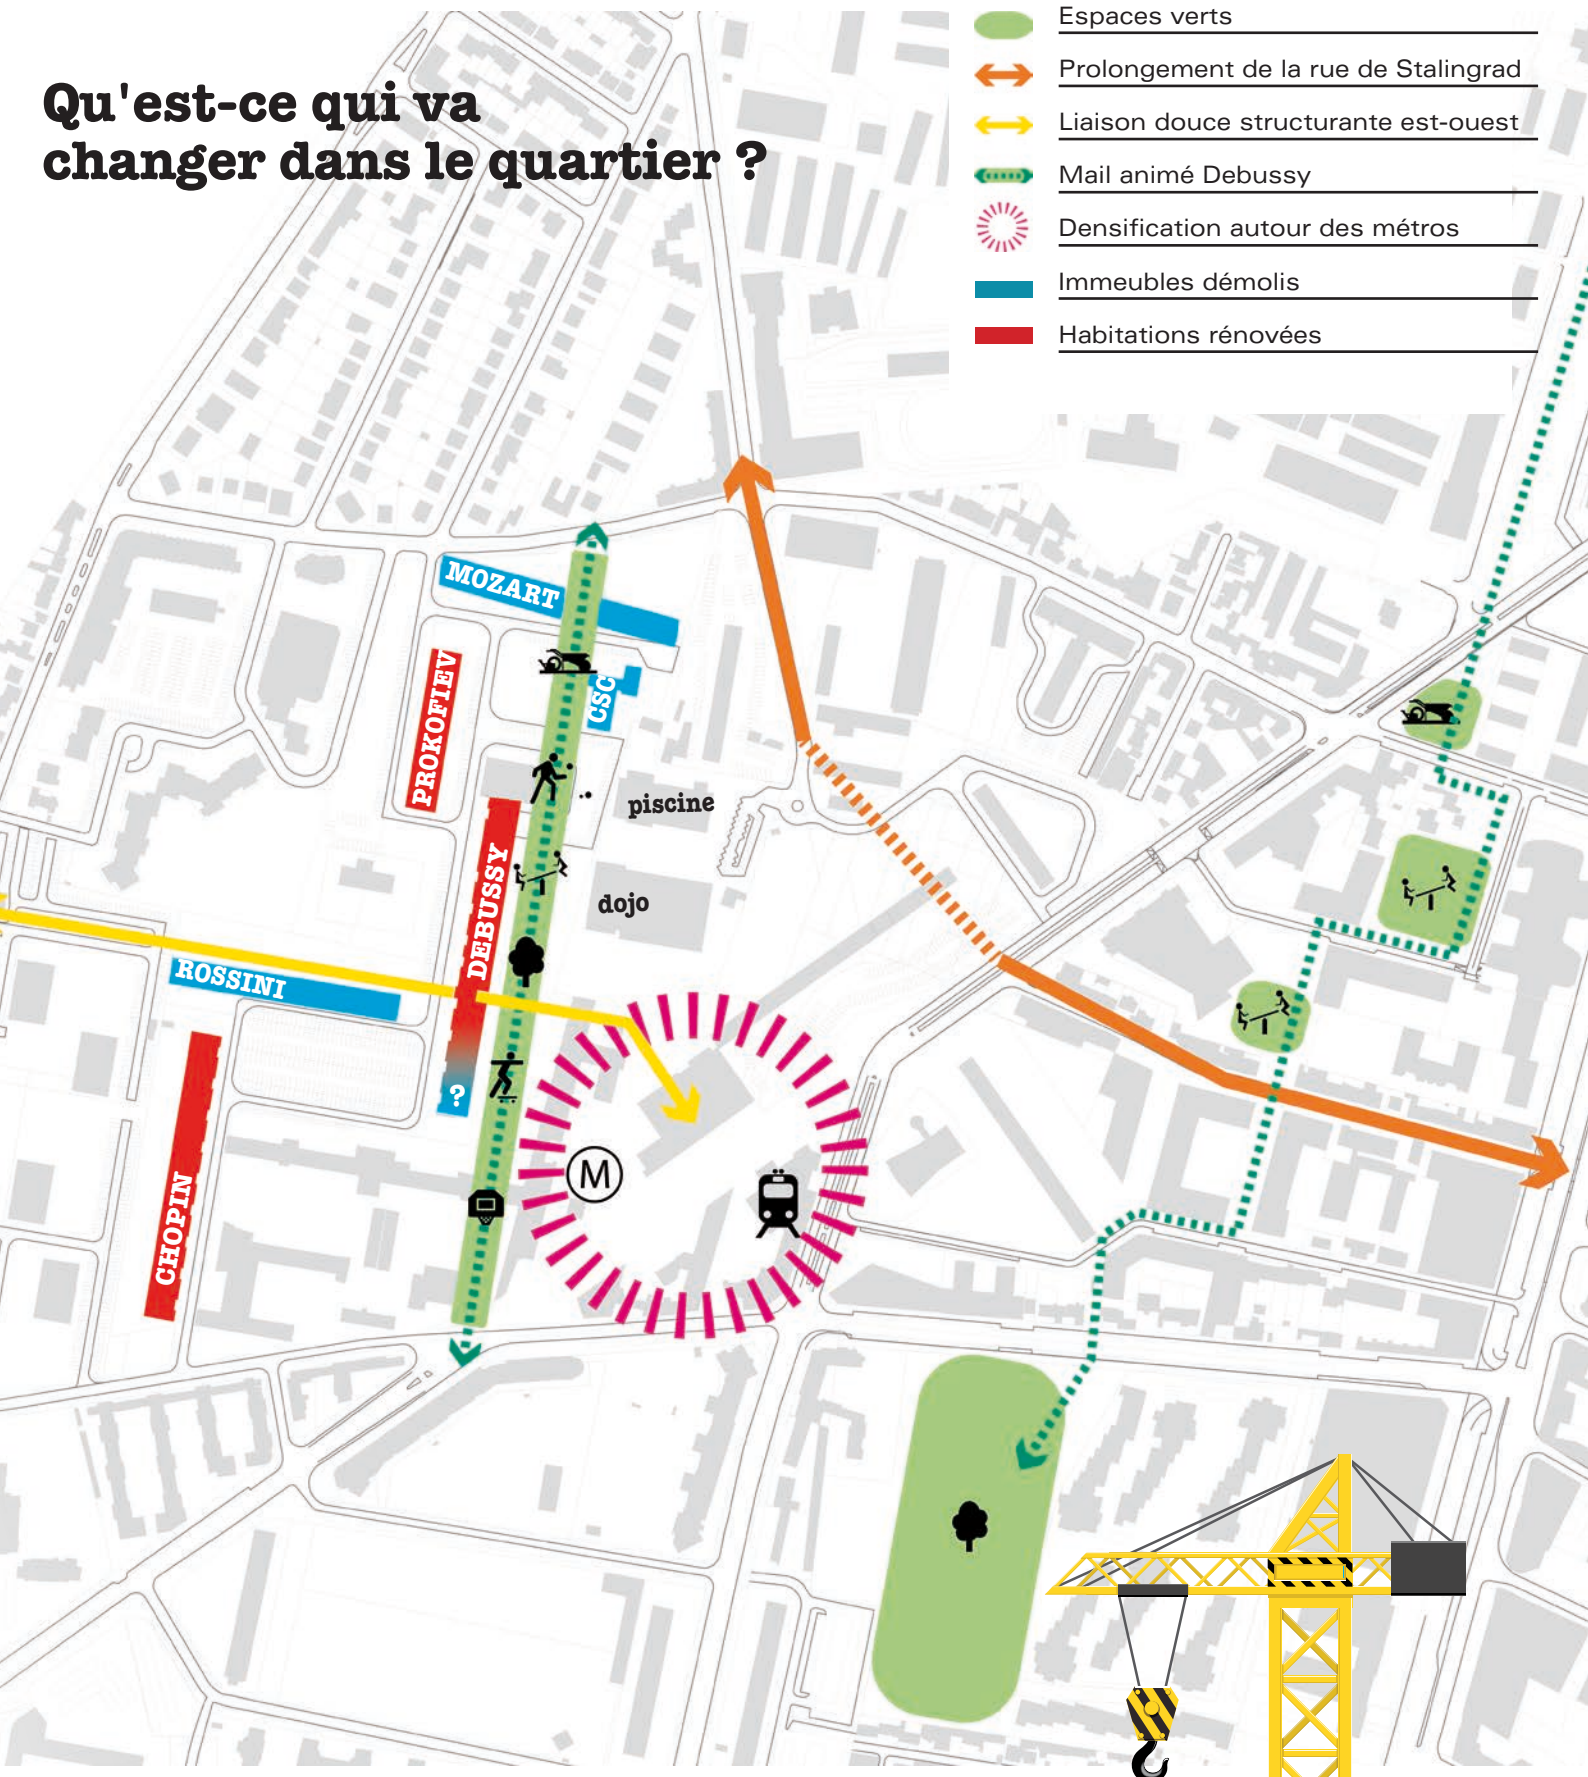 Espaces verts
Prolongement de la rue de Stalingrad
Liaison douce structurante est-ouest
Mail animé Debussy
Densification autour des métros
Immeubles démolis
Habitations rénovées
Qu'est-ce qui va
changer dans le quartier ?
MOZART
PROKOFIEV
CSC
piscine
DEBUSSY
dojo
ROSSINI
?
M
CHOPIN